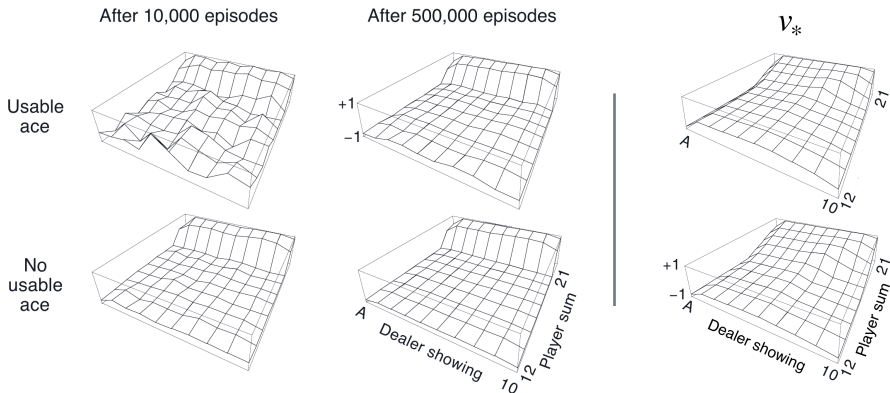 After 10,000 episodes
After 500,000 episodes
v*
Usable
ace
+1
−1
A
10
12
21
No
usable
ace
A
Dealer showing
10
12
Player sum
21
+1
−1
A
Dealer showing
10
12
Player sum
21